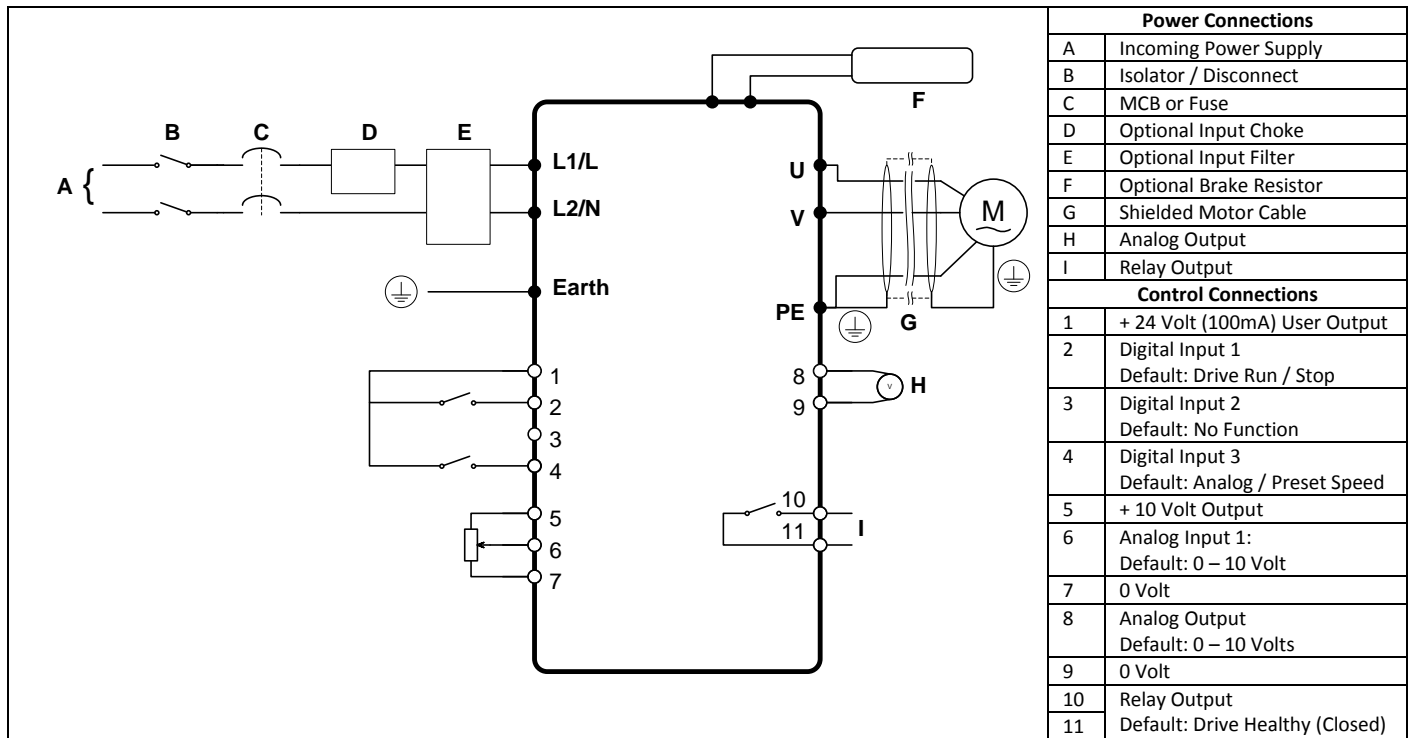 B
C
D
E
A {
L1/L
L2/N
Earth
F
U
V
PE
M
G
1
2
3
4
5
6
7
8
9
V
H
10
11
I
Power Connections
A Incoming Power Supply
B Isolator / Disconnect
C MCB or Fuse
D Optional Input Choke
E Optional Input Filter
F Optional Brake Resistor
G Shielded Motor Cable
H Analog Output
I Relay Output
Control Connections
1 + 24 Volt (100mA) User Output
2 Digital Input 1
Default: Drive Run / Stop
3 Digital Input 2
Default: No Function
4 Digital Input 3
Default: Analog / Preset Speed
5 + 10 Volt Output
6 Analog Input 1:
Default: 0 – 10 Volt
7 0 Volt
8 Analog Output
Default: 0 – 10 Volts
9 0 Volt
10 Relay Output
11 Default: Drive Healthy (Closed)